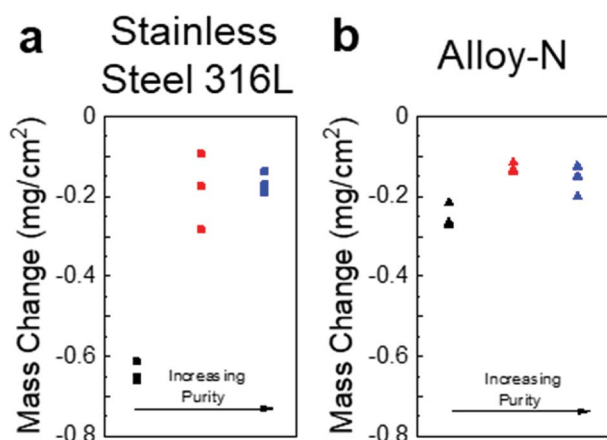 a
Stainless
Steel 316L
Mass Change (mg/cm²)
0
-0.2
-0.4
-0.6
-0.8
Increasing
Purity
b
Alloy-N
Mass Change (mg/cm²)
0
-0.2
-0.4
-0.6
-0.8
Increasing
Purity